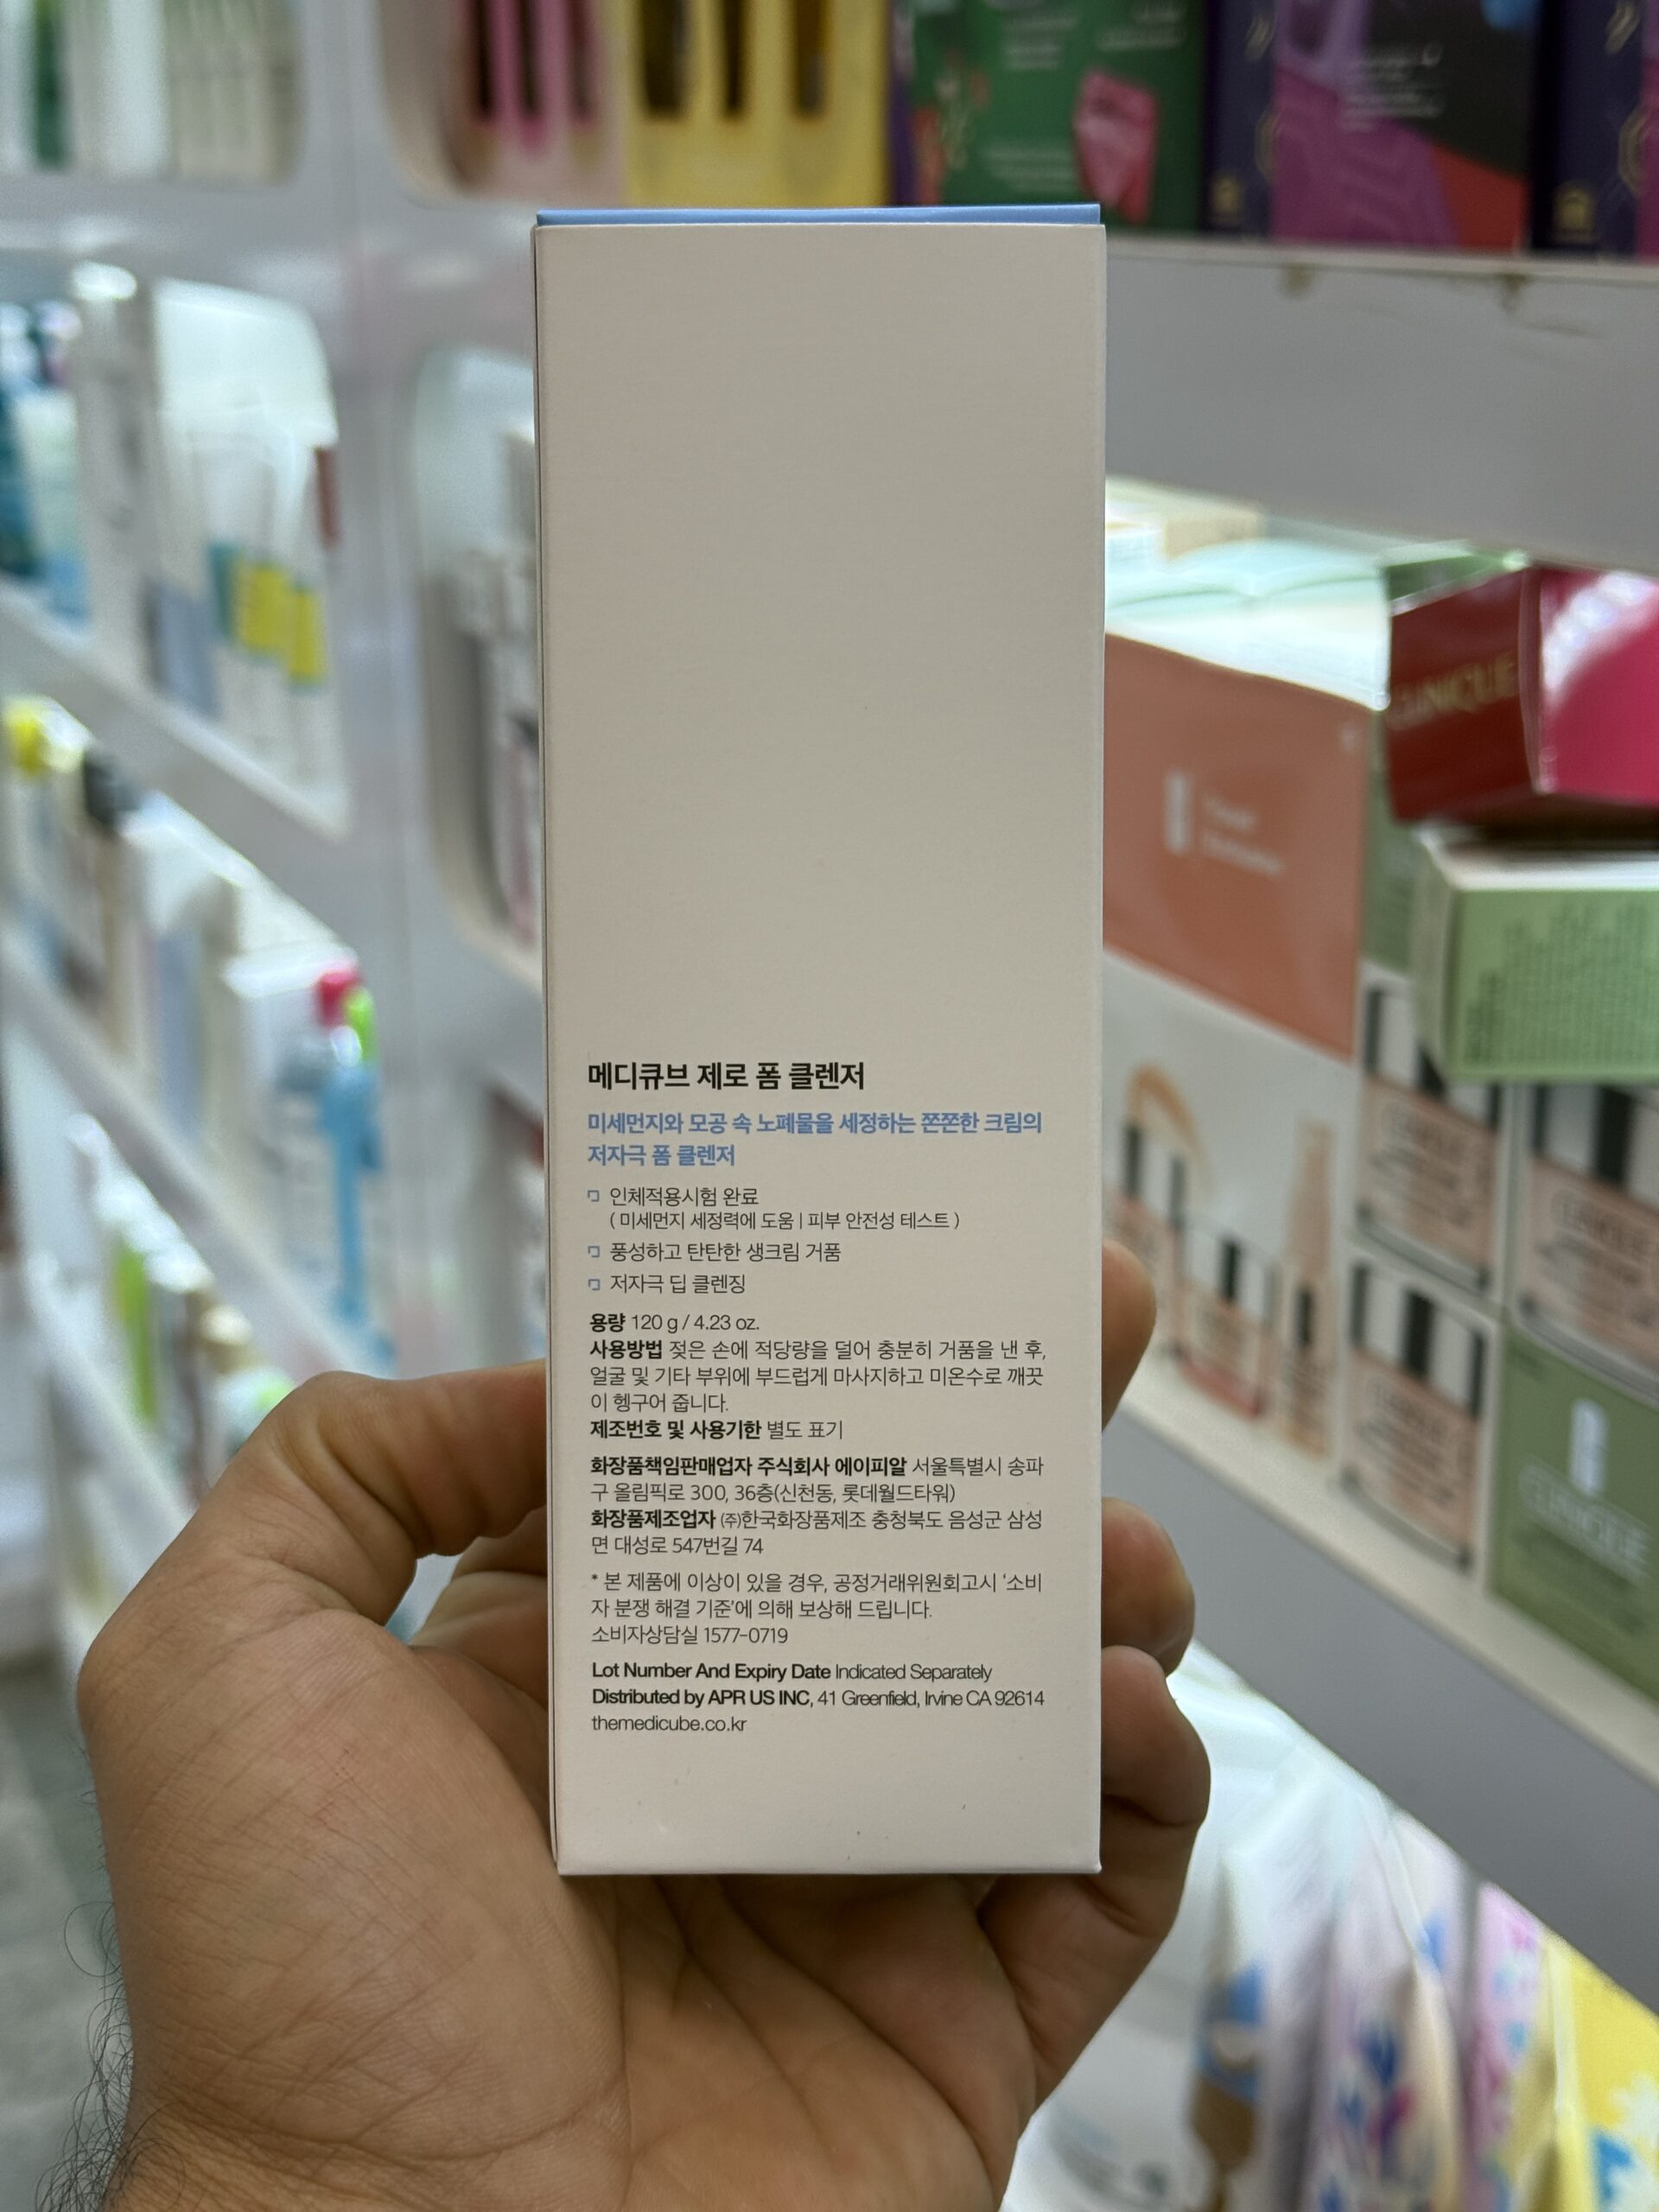 메디큐브 제로 폼 클렌저
미세먼지와 모공 속 노폐물을 세정하는 쫀쫀한 크림의
저자극 폼 클렌저
인체적용시험 완료
( 미세먼지 세정력에 도움 | 피부 안전성 테스트 )
풍성하고 탄탄한 생크림 거품
저자극 딥 클렌징
용량 120 g / 4.23 oz.
사용방법 젖은 손에 적당량을 덜어 충분히 거품을 낸 후,
얼굴 및 기타 부위에 부드럽게 마사지하고 미온수로 깨끗
이 헹구어 줍니다.
제조번호 및 사용기한 별도 표기
화장품책임판매업자 주식회사 에이피알 서울특별시 송파
구 올림픽로 300, 36층(신천동, 롯데월드타워)
화장품제조업자 ㈜한국화장품제조 충청북도 음성군 삼성
면 대성로 547번길 74
* 본 제품에 이상이 있을 경우, 공정거래위원회고시 '소비
자 분쟁 해결 기준'에 의해 보상해 드립니다.
소비자상담실 1577-0719
Lot Number And Expiry Date Indicated Separately
Distributed by APR US INC, 41 Greenfield, Irvine CA 92614
themedicube.co.kr
CLINIQUE